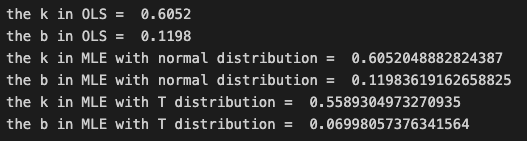 the k in OLS =  0.6052
the b in OLS =  0.1198
the k in MLE with normal distribution =  0.6052048882824387
the b in MLE with normal distribution =  0.11983619162658825
the k in MLE with T distribution =  0.5589304973270935
the b in MLE with T distribution =  0.06998057376341564